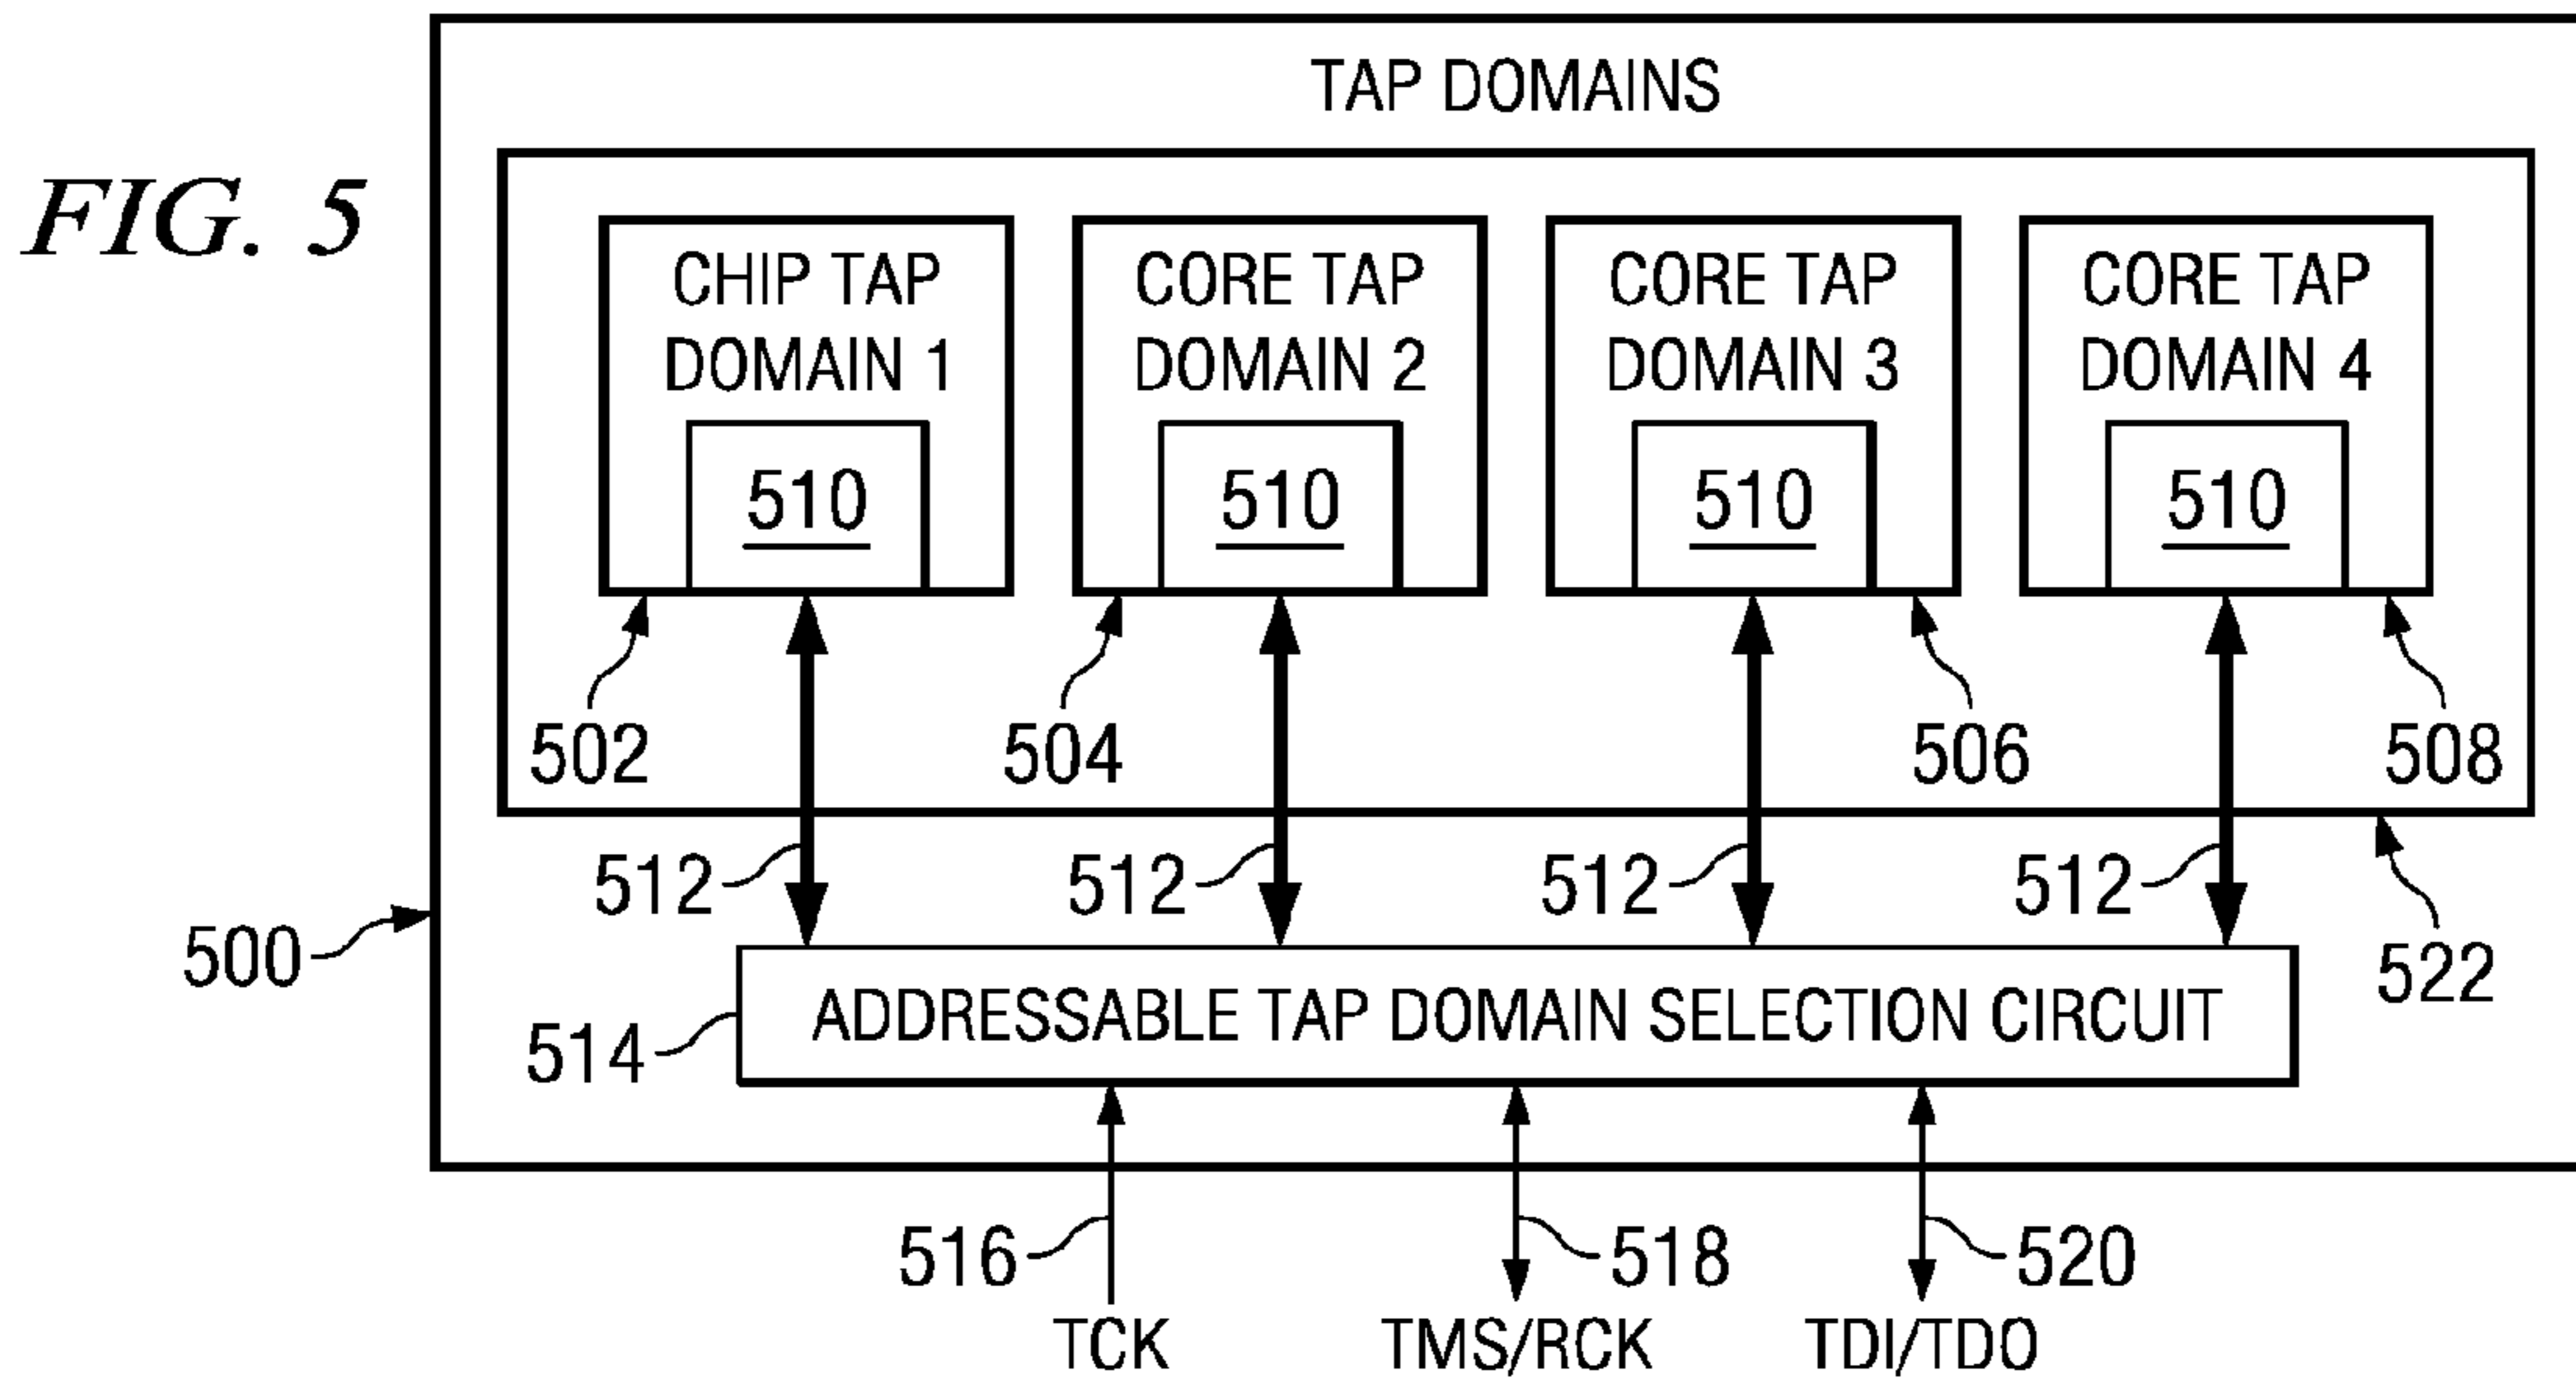 FIG. 5
TAP DOMAINS
CHIP TAP
DOMAIN 1
510
CORE TAP
DOMAIN 2
510
CORE TAP
DOMAIN 3
510
CORE TAP
DOMAIN 4
510
502
504
506
508
512
512
512
512
500
522
514
ADDRESSABLE TAP DOMAIN SELECTION CIRCUIT
516
518
520
TCK
TMS/RCK
TDI/TDO